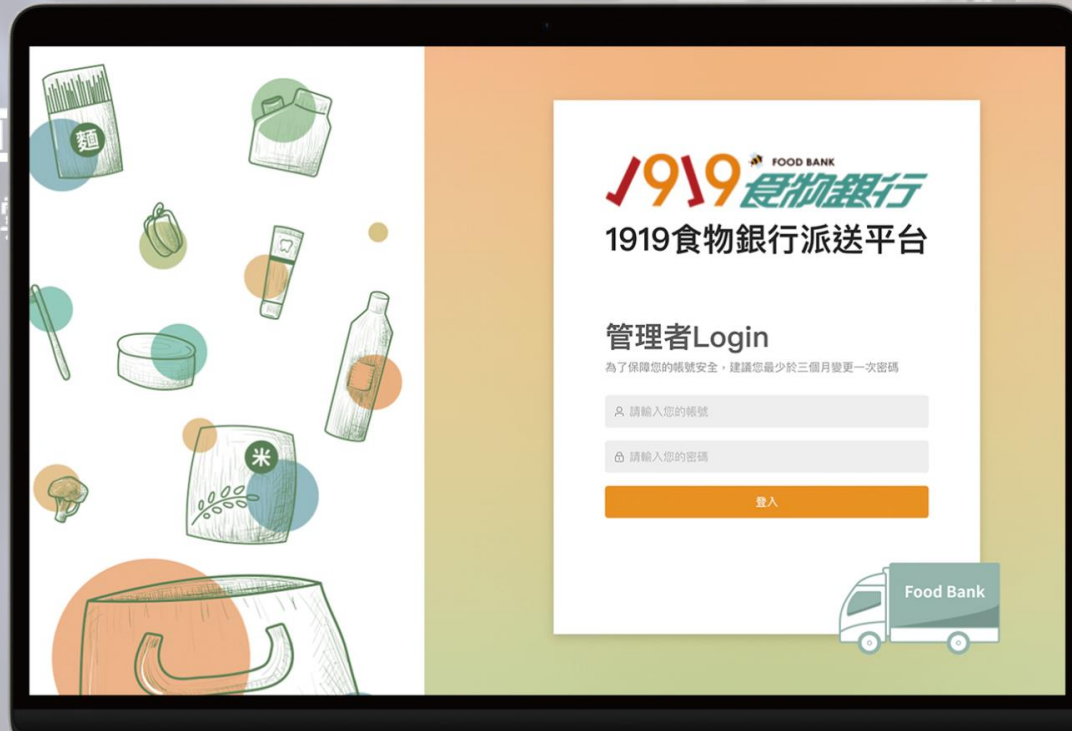 麵
米
1919 FOOD BANK
食物銀行
1919食物銀行派送平台
管理者Login
為了保障您的帳號安全，建議您最少於三個月變更一次密碼
請輸入您的帳號
請輸入您的密碼
登入
Food Bank